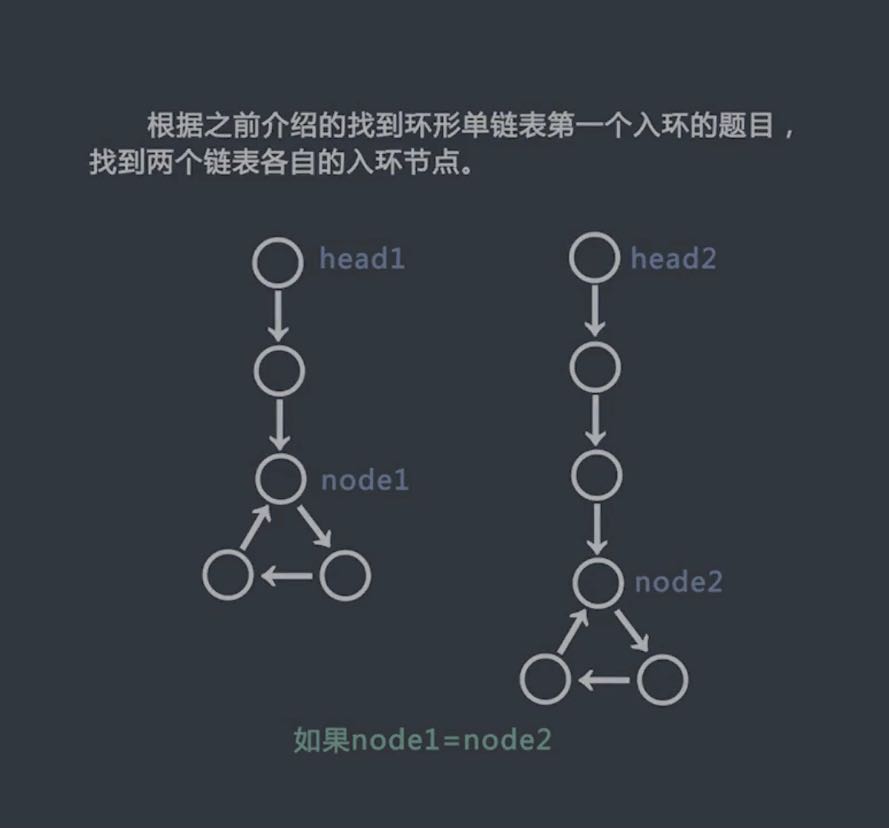 根据之前介绍的找到环形单链表第一个入环的题目，
找到两个链表各自的入环节点。
head1
head2
node1
node2
如果node1=node2